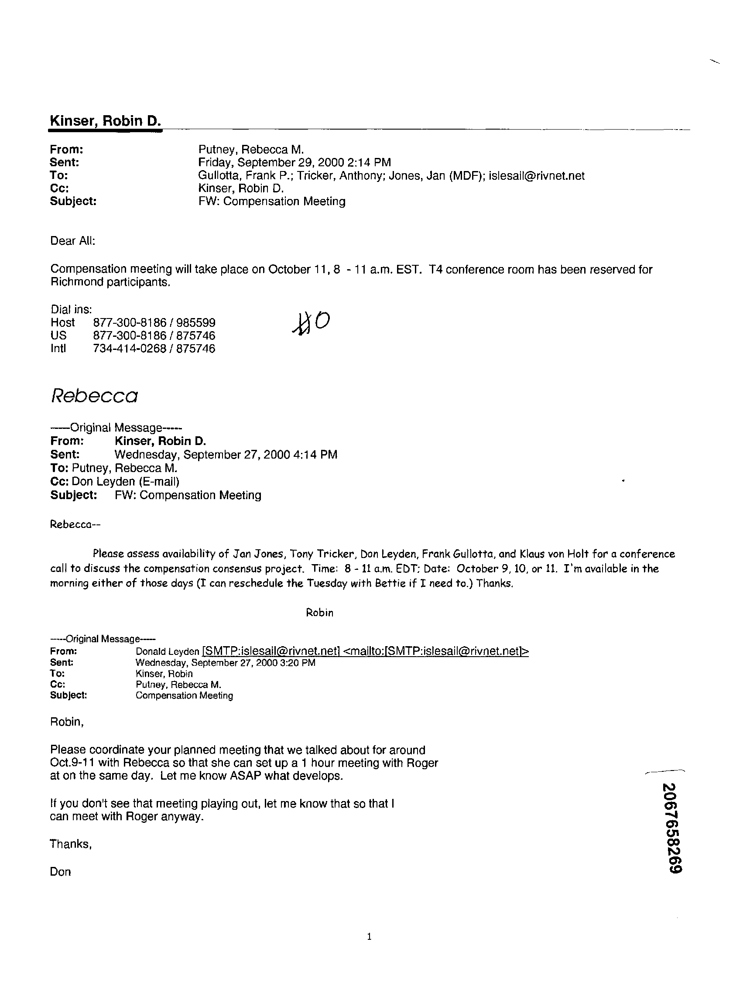 Kinser, Robin D.
From: Putney, Rebecca M.
Sent: Friday, September 29, 2000 2:14 PM
To: Gullotta, Frank P.; Tricker, Anthony; Jones, Jan (MDF); islesail@rivnet.net
Cc: Kinser, Robin D.
Subject: FW: Compensation Meeting
Dear All:
Compensation meeting will take place on October 11, 8 - 11 a.m. EST. T4 conference room has been reserved for
Richmond participants.
Dial ins:
Host 877-300-8186 / 985599
US 877-300-8186 / 875746
Intl 734-414-0268 / 875746
Rebecca
-----Original Message-----
From: Kinser, Robin D.
Sent: Wednesday, September 27, 2000 4:14 PM
To: Putney, Rebecca M.
Cc: Don Leyden (E-mail)
Subject: FW: Compensation Meeting
Rebecca--
Please assess availability of Jan Jones, Tony Tricker, Don Leyden, Frank Gullotta, and Klaus von Holt for a conference
call to discuss the compensation consensus project. Time: 8 - 11 a.m. EDT; Date: October 9, 10, or 11. I'm available in the
morning either of those days (I can reschedule the Tuesday with Bettie if I need to.) Thanks.
Robin
-----Original Message-----
From: Donald Leyden [SMTP:islesail@rivnet.net] <mailto:[SMTP:islesail@rivnet.net]>
Sent: Wednesday, September 27, 2000 3:20 PM
To: Kinser, Robin
Cc: Putney, Rebecca M.
Subject: Compensation Meeting
Robin,
Please coordinate your planned meeting that we talked about for around
Oct.9-11 with Rebecca so that she can set up a 1 hour meeting with Roger
at on the same day. Let me know ASAP what develops.
If you don't see that meeting playing out, let me know that so that I
can meet with Roger anyway.
Thanks,
Don
2067658269
1